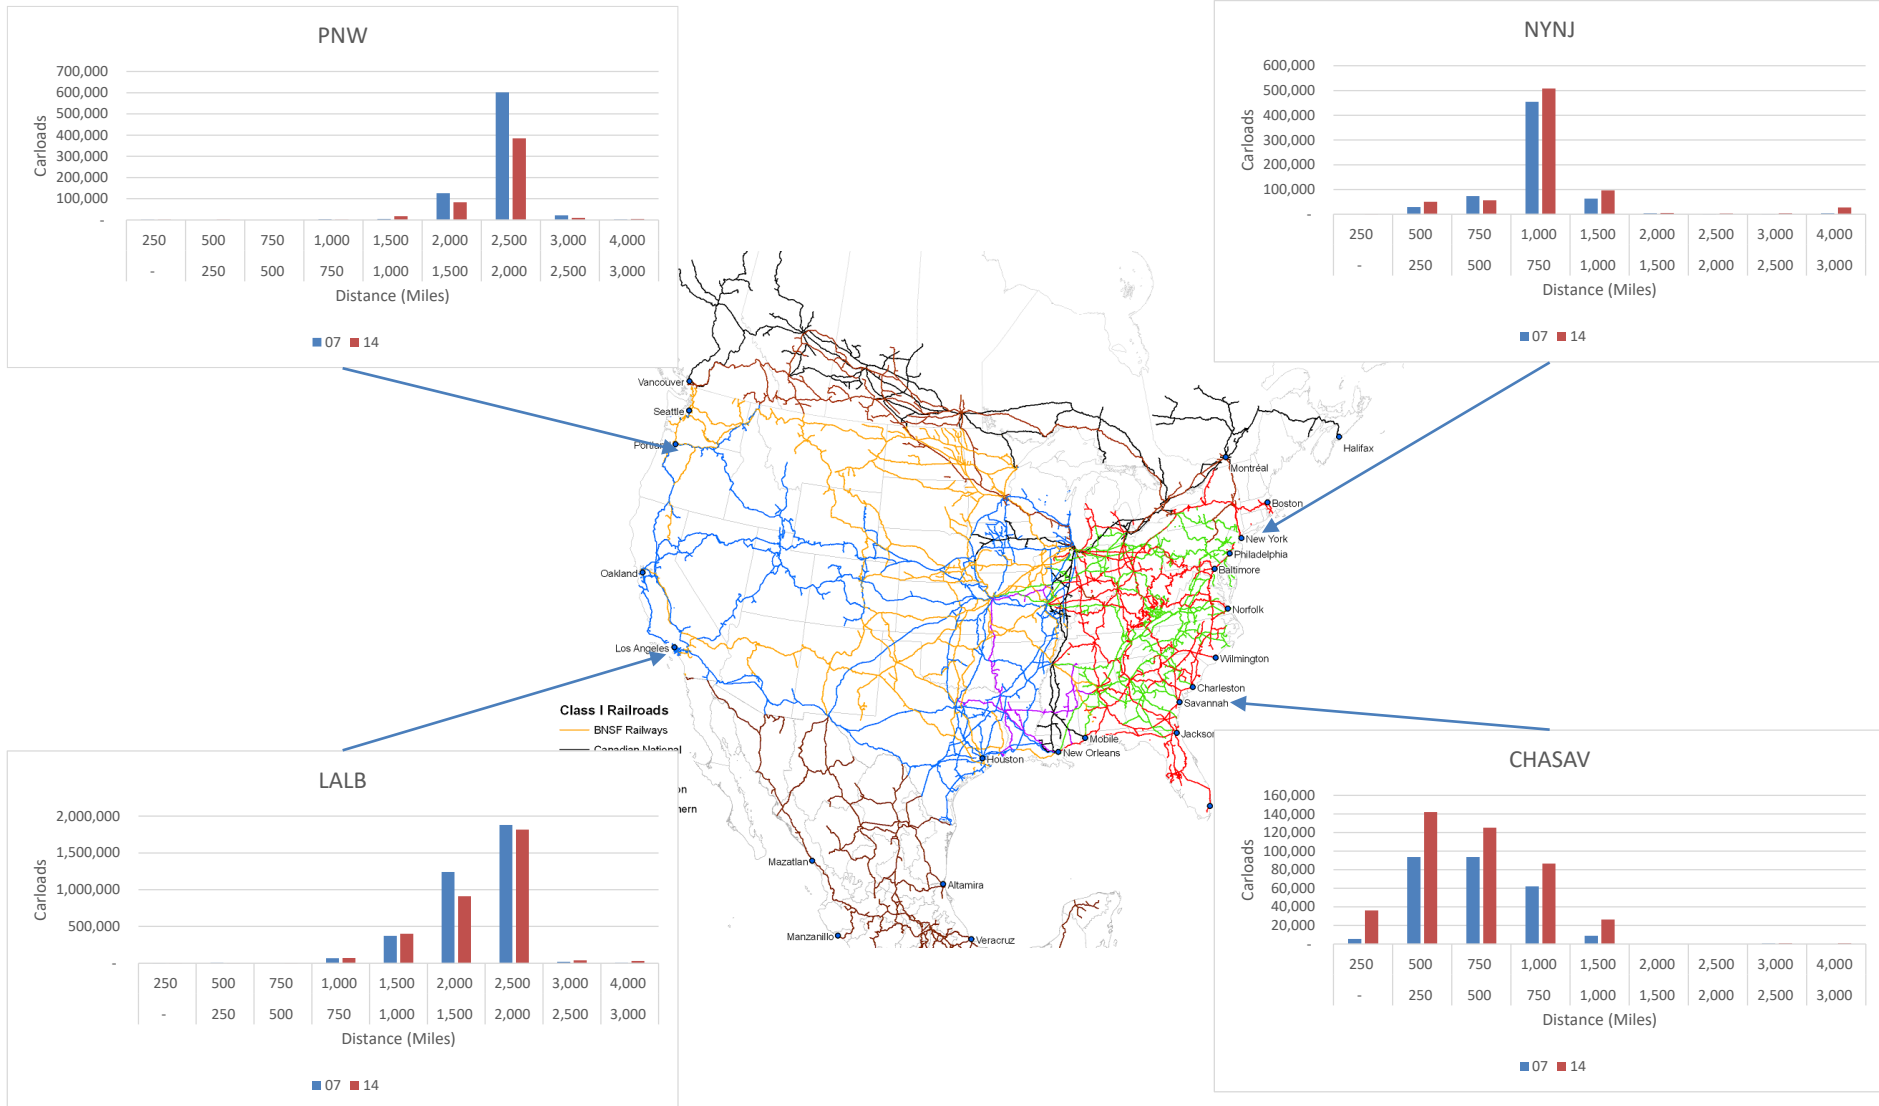 PNW
700,000
600,000
500,000
400,000
300,000
200,000
100,000
-
Carloads
250 500 750 1,000 1,500 2,000 2,500 3,000 4,000
- 250 500 750 1,000 1,500 2,000 2,500 3,000
Distance (Miles)
07 14
NYNJ
600,000
500,000
400,000
300,000
200,000
100,000
-
Carloads
250 500 750 1,000 1,500 2,000 2,500 3,000 4,000
- 250 500 750 1,000 1,500 2,000 2,500 3,000
Distance (Miles)
07 14
Vancouver
Seattle
Portland
Oakland
Los Angeles
Halifax
Montréal
Boston
New York
Philadelphia
Baltimore
Norfolk
Wilmington
Charleston
Savannah
Jackson
Mobile
New Orleans
Houston
Mazatlan
Altamira
Manzanillo
Veracruz
Class I Railroads
BNSF Railways
Canadian National
on
hern
LALB
2,000,000
1,500,000
1,000,000
500,000
-
Carloads
250 500 750 1,000 1,500 2,000 2,500 3,000 4,000
- 250 500 750 1,000 1,500 2,000 2,500 3,000
Distance (Miles)
07 14
CHASAV
160,000
140,000
120,000
100,000
80,000
60,000
40,000
20,000
-
Carloads
250 500 750 1,000 1,500 2,000 2,500 3,000 4,000
- 250 500 750 1,000 1,500 2,000 2,500 3,000
Distance (Miles)
07 14